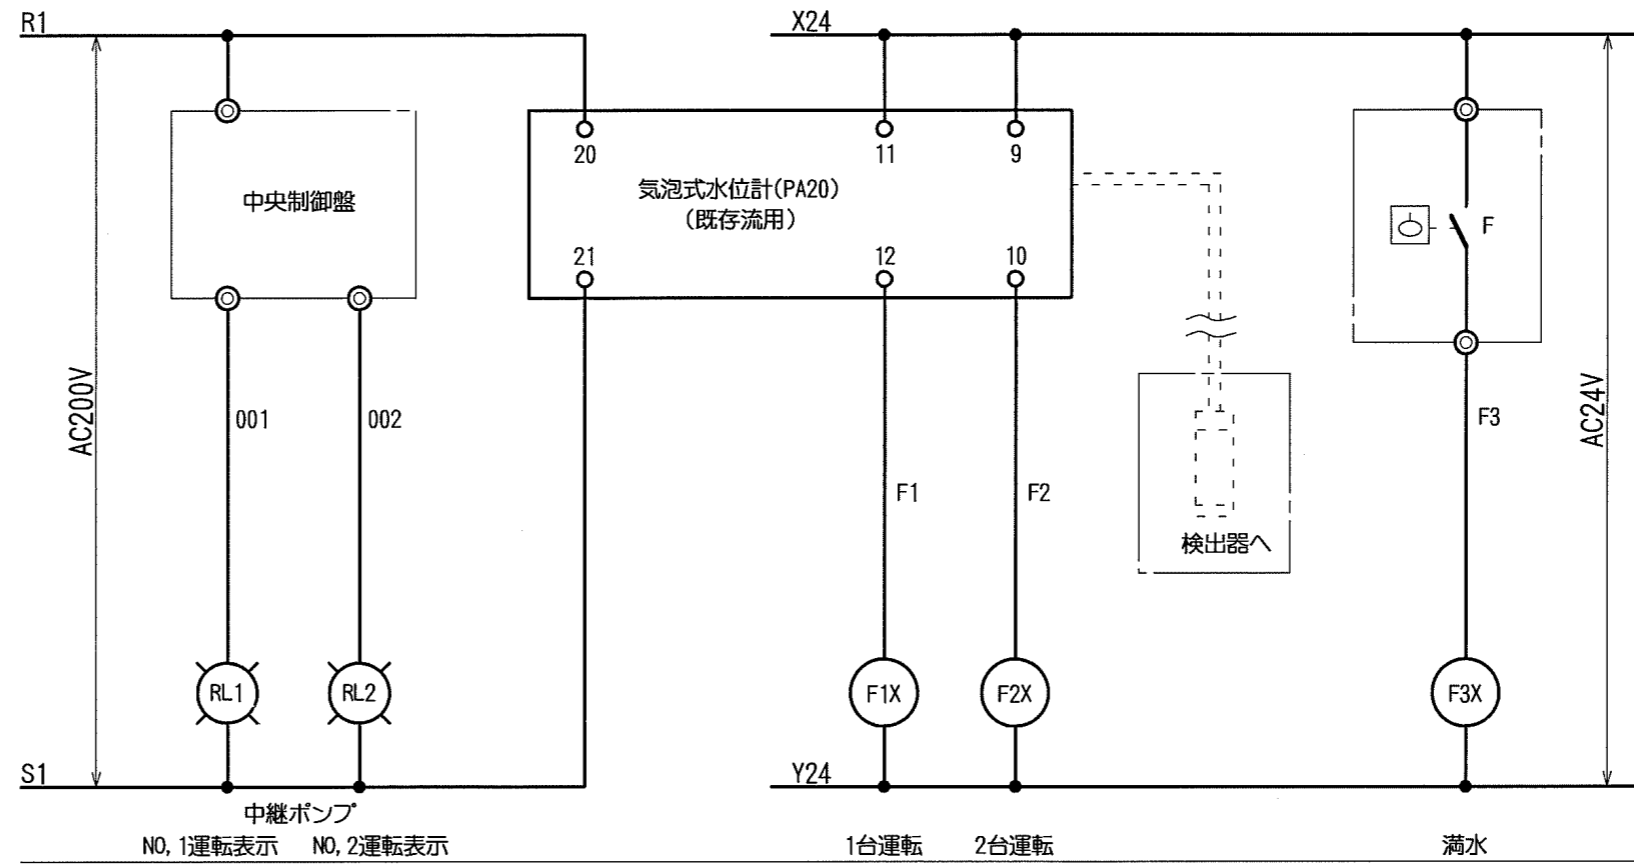 R1
X24
20
11
9
中央制御盤
気泡式水位計(PA20)
(既存流用)
F
21
12
10
AC200V
001
002
F3
AC24V
F1
F2
検出器へ
RL1
RL2
F1X
F2X
F3X
S1
Y24
中継ポンプ
NO,1運転表示
NO,2運転表示
1台運転
2台運転
満水